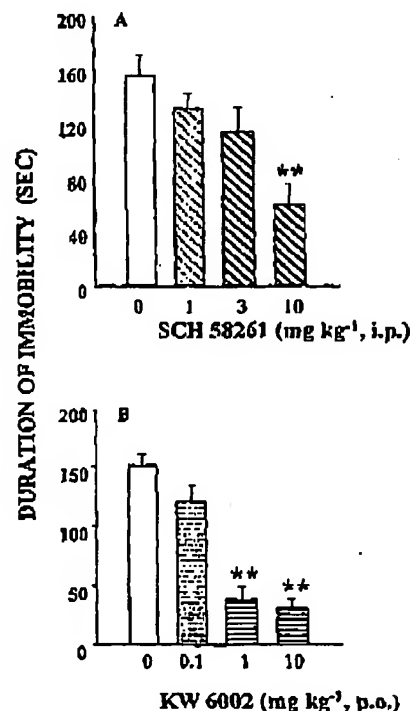 DURATION OF IMMOBILITY (SEC)
A
200
160
120
80
40
0
**
0 1 3 10
SCH 58261 (mg kg⁻¹, i.p.)
B
200
150
100
50
0
** **
0 0.1 1 10
KW 6002 (mg kg⁻¹, p.o.)